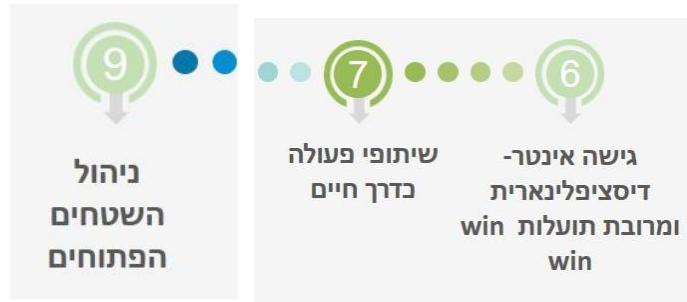 6
גישה אינטר-
דיסציפלינארית
ומרובת תועלות win
win
7
שיתופי פעולה
כדרך חיים
9
ניהול
השטחים
הפתוחים